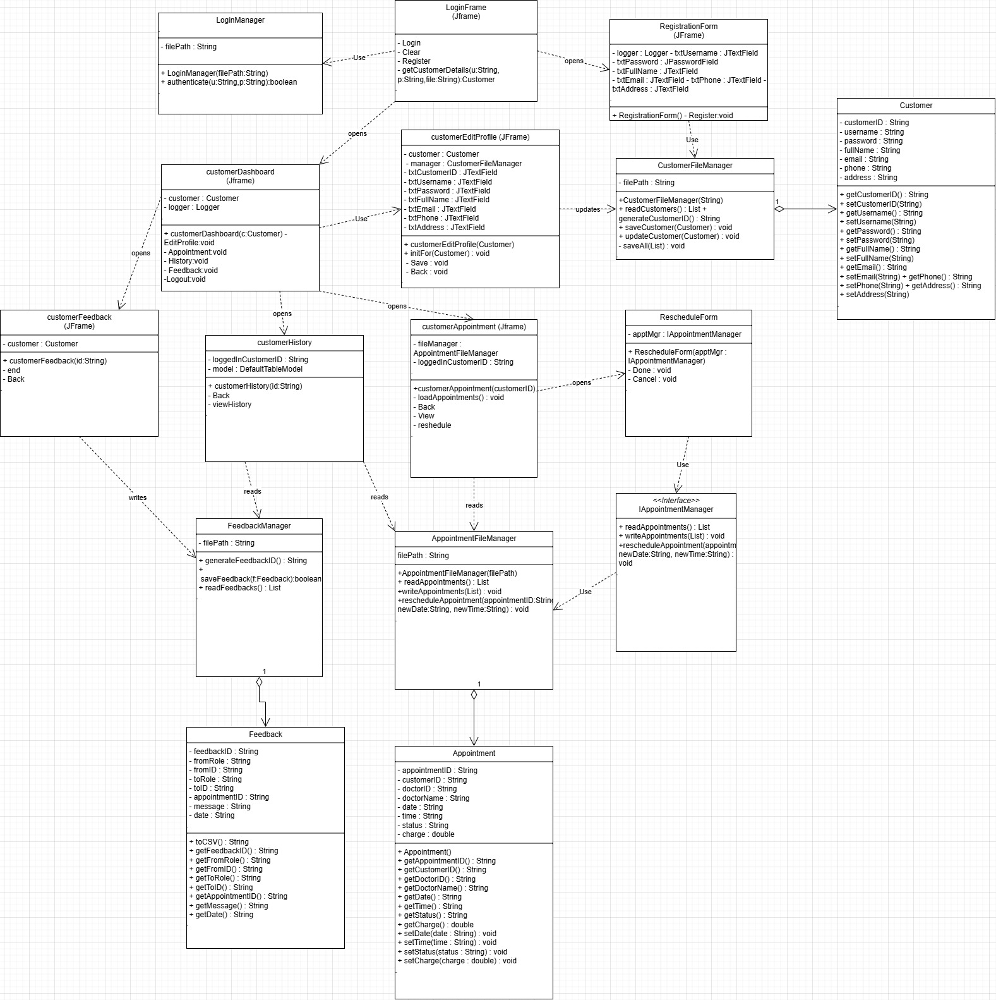 LoginManager
- filePath : String
+ LoginManager(filePath:String)
+ authenticate(u:String,p:String):boolean
LoginFrame
(Jframe)
- Login
- Clear
- Register
- getCustomerDetails(u:String,
p:String,file:String):Customer
RegistrationForm
(JFrame)
- logger : Logger - txtUsername : JTextField
- txtPassword : JPasswordField
- txtFullName : JTextField
- txtEmail : JTextField - txtPhone : JTextField -
txtAddress : JTextField
+ RegistrationForm() - Register:void
Use
opens
opens
Use
Customer
- customerID : String
- username : String
- password : String
- fullName : String
- email : String
- phone : String
- address : String
+ getCustomerID() : String
+ setCustomerID(String)
+ getUsername() : String
+ setUsername(String)
+ getPassword() : String
+ setPassword(String)
+ getFullName() : String
+ setFullName(String)
+ getEmail() : String
+ setEmail(String) + getPhone() : String
+ setPhone(String) + getAddress() : String
+ setAddress(String)
customerDashboard
(Jframe)
- customer : Customer
- logger : Logger
+ customerDashboard(c:Customer) -
EditProfile:void
- Appointment:void
- History:void
- Feedback:void
-Logout:void
Use
customerEditProfile (JFrame)
- customer : Customer
- manager : CustomerFileManager
- txtCustomerID : JTextField
- txtUsername : JTextField
- txtPassword : JTextField
- txtFullName : JTextField
- txtEmail : JTextField
- txtPhone : JTextField
- txtAddress : JTextField
+ customerEditProfile(Customer)
+ initFor(Customer) : void
- Save : void
- Back : void
updates
CustomerFileManager
- filePath : String
+CustomerFileManager(String)
+ readCustomers() : List +
generateCustomerID() : String
+ saveCustomer(Customer) : void
+ updateCustomer(Customer) : void
- saveAll(List) : void
1
opens
opens
opens
customerFeedback
(JFrame)
- customer : Customer
+ customerFeedback(id:String)
- end
- Back
customerHistory
- loggedInCustomerID : String
- model : DefaultTableModel
+ customerHistory(id:String)
- Back
- viewHistory
customerAppointment (Jframe)
- fileManager :
AppointmentFileManager
- loggedInCustomerID : String
+customerAppointment(customerID)
- loadAppointments() : void
- Back
- View
- reshedule
opens
RescheduleForm
- apptMgr : IAppointmentManager
+ RescheduleForm(apptMgr :
IAppointmentManager)
- Done : void
- Cancel : void
writes
reads
reads
reads
Use
FeedbackManager
- filePath : String
+ generateFeedbackID() : String
+
saveFeedback(f:Feedback):boolean
+ readFeedbacks() : List
1
AppointmentFileManager
filePath : String
+AppointmentFileManager(filePath)
+ readAppointments() : List
+writeAppointments(List) : void
+rescheduleAppointment(appointmentID:String
newDate:String, newTime:String) : void
1
<<Interface>>
IAppointmentManager
+ readAppointments() : List
+ writeAppointments(List) : void
+rescheduleAppointment(appointm
newDate:String, newTime:String) :
void
Use
Feedback
- feedbackID : String
- fromRole : String
- fromID : String
- toRole : String
- toID : String
- appointmentID : String
- message : String
- date : String
+ toCSV() : String
+ getFeedbackID() : String
+ getFromRole() : String
+ getFromID() : String
+ getToRole() : String
+ getToID() : String
+ getAppointmentID() : String
+ getMessage() : String
+ getDate() : String
Appointment
- appointmentID : String
- customerID : String
- doctorID : String
- doctorName : String
- date : String
- time : String
- status : String
- charge : double
+ Appointment()
+ getAppointmentID() : String
+ getCustomerID() : String
+ getDoctorID() : String
+ getDoctorName() : String
+ getDate() : String
+ getTime() : String
+ getStatus() : String
+ getCharge() : double
+ setDate(date : String) : void
+ setTime(time : String) : void
+ setStatus(status : String) : void
+ setCharge(charge : double) : void